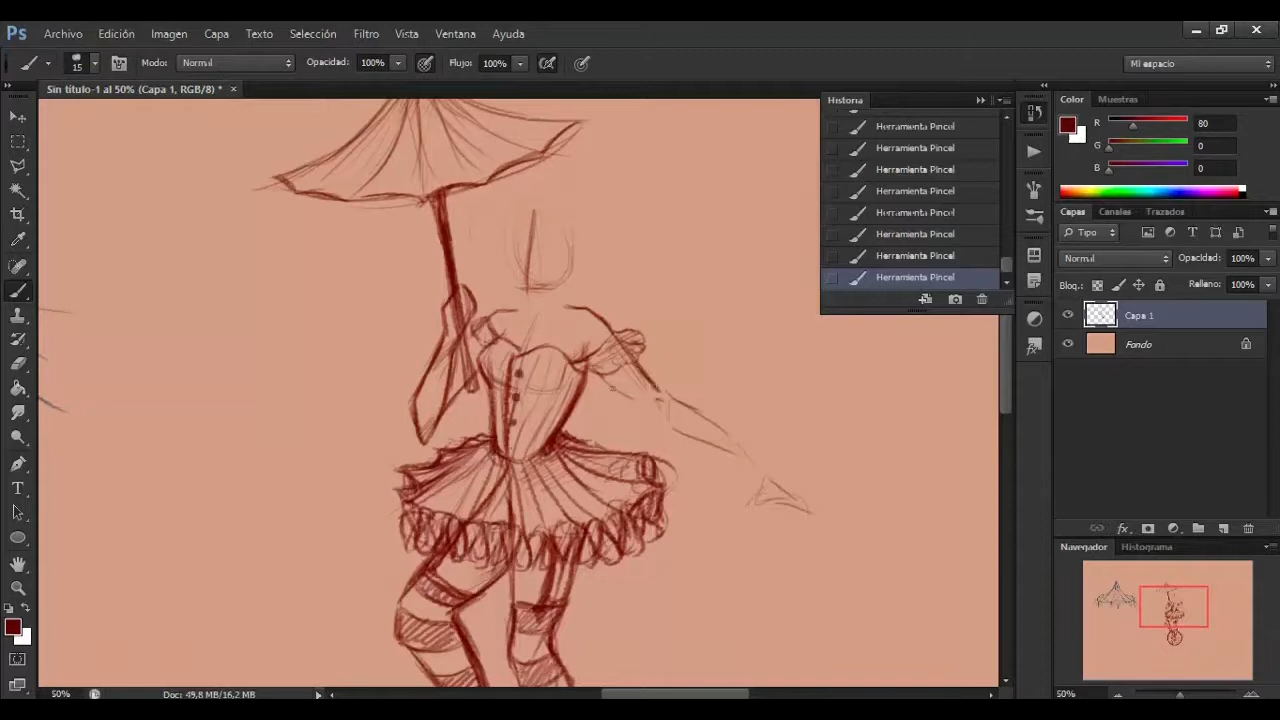 Ps Archivo Edición Imagen Capa Texto Selección Filtro Vista Ventana Ayuda
15 Modo: Normal Opacidad: 100% Flujo: 100% Mi espacio
Sin título-1 al 50% (Capa 1, RGB/8) *
Historia
Herramienta Pincel
Herramienta Pincel
Herramienta Pincel
Herramienta Pincel
Herramienta Pincel
Herramienta Pincel
Herramienta Pincel
Herramienta Pincel
Color Muestras
R 80
G 0
B 0
Capas Canales Trazados
Tipo
Normal Opacidad: 100%
Bloq.: Relleno: 100%
Capa 1
Fondo
fx
Navegador Histograma
50%
50% Doc: 49,8 MB/16,2 MB